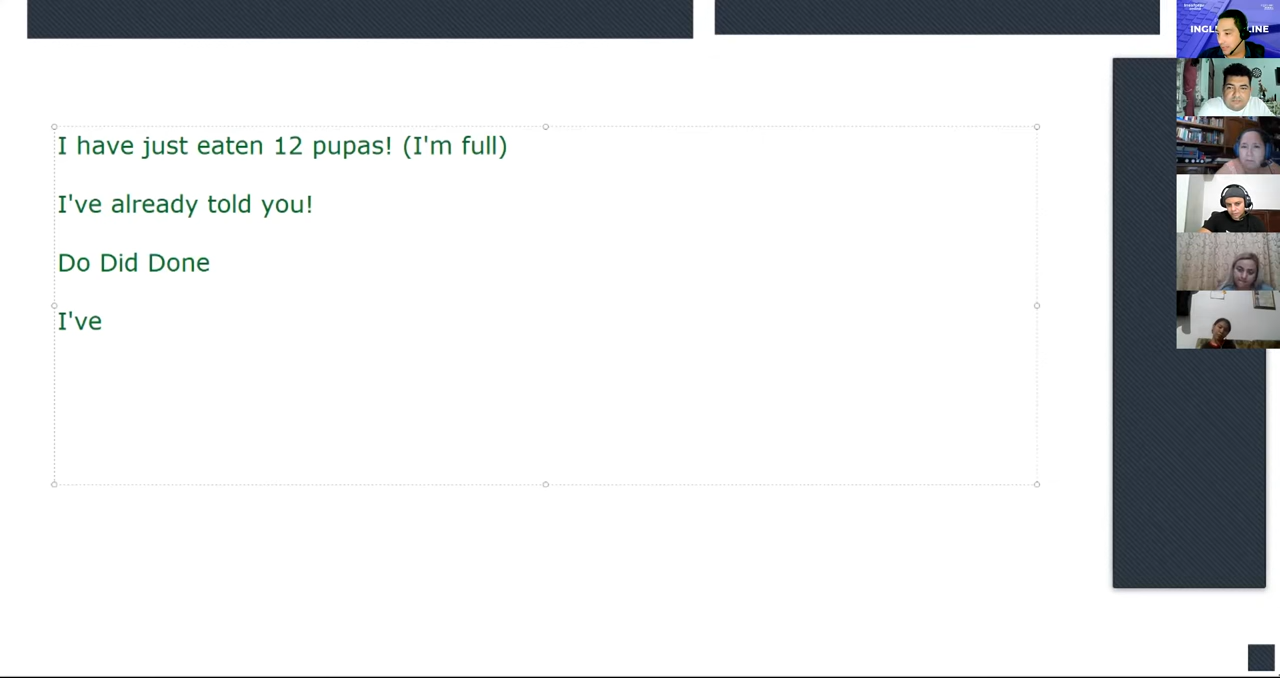 I have just eaten 12 pupas! (I'm full)
I've already told you!
Do Did Done
I've